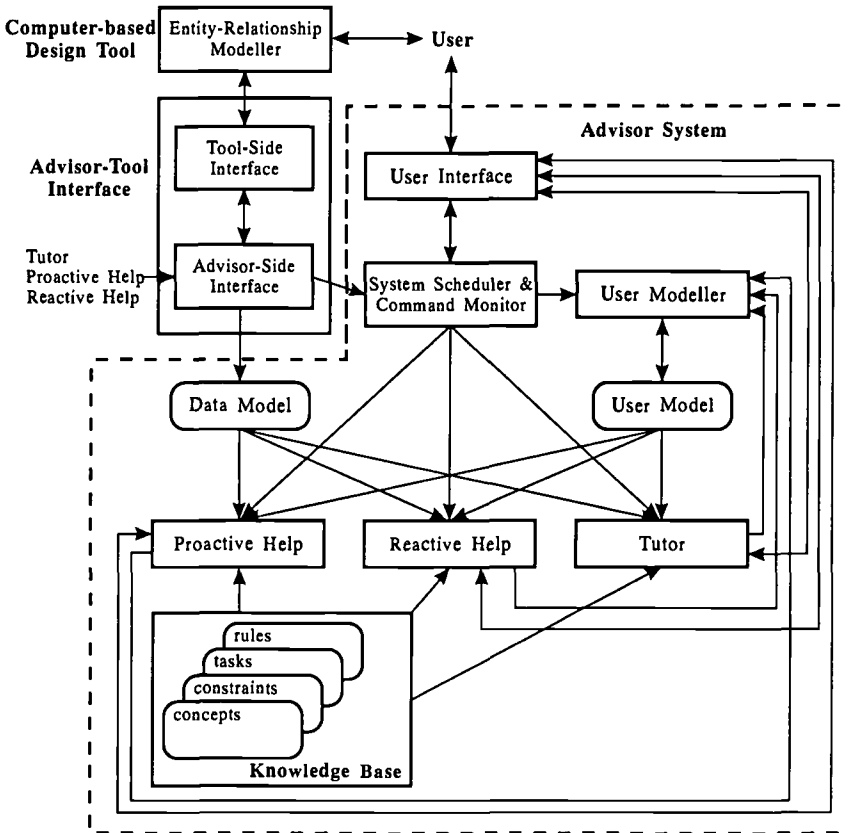 Computer-based
Design Tool
Entity-Relationship
Modeller
User
Advisor System
Advisor-Tool
Interface
Tool-Side
Interface
User Interface
Tutor
Proactive Help
Reactive Help
Advisor-Side
Interface
System Scheduler &
Command Monitor
User Modeller
Data Model
User Model
Proactive Help
Reactive Help
Tutor
rules
tasks
constraints
concepts
Knowledge Base